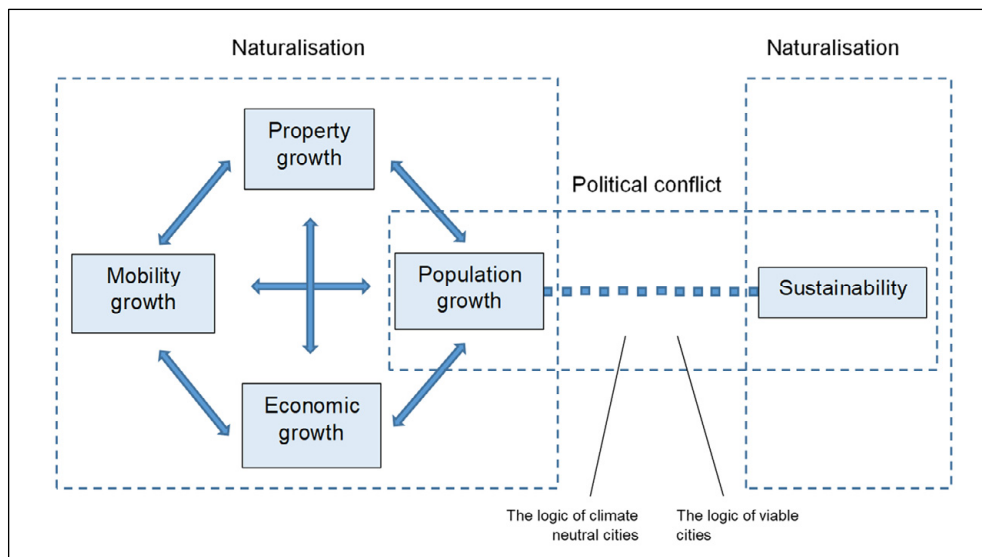 Naturalisation
Naturalisation
Property
growth
Political conflict
Mobility
growth
Population
growth
Sustainability
Economic
growth
The logic of climate
neutral cities
The logic of viable
cities